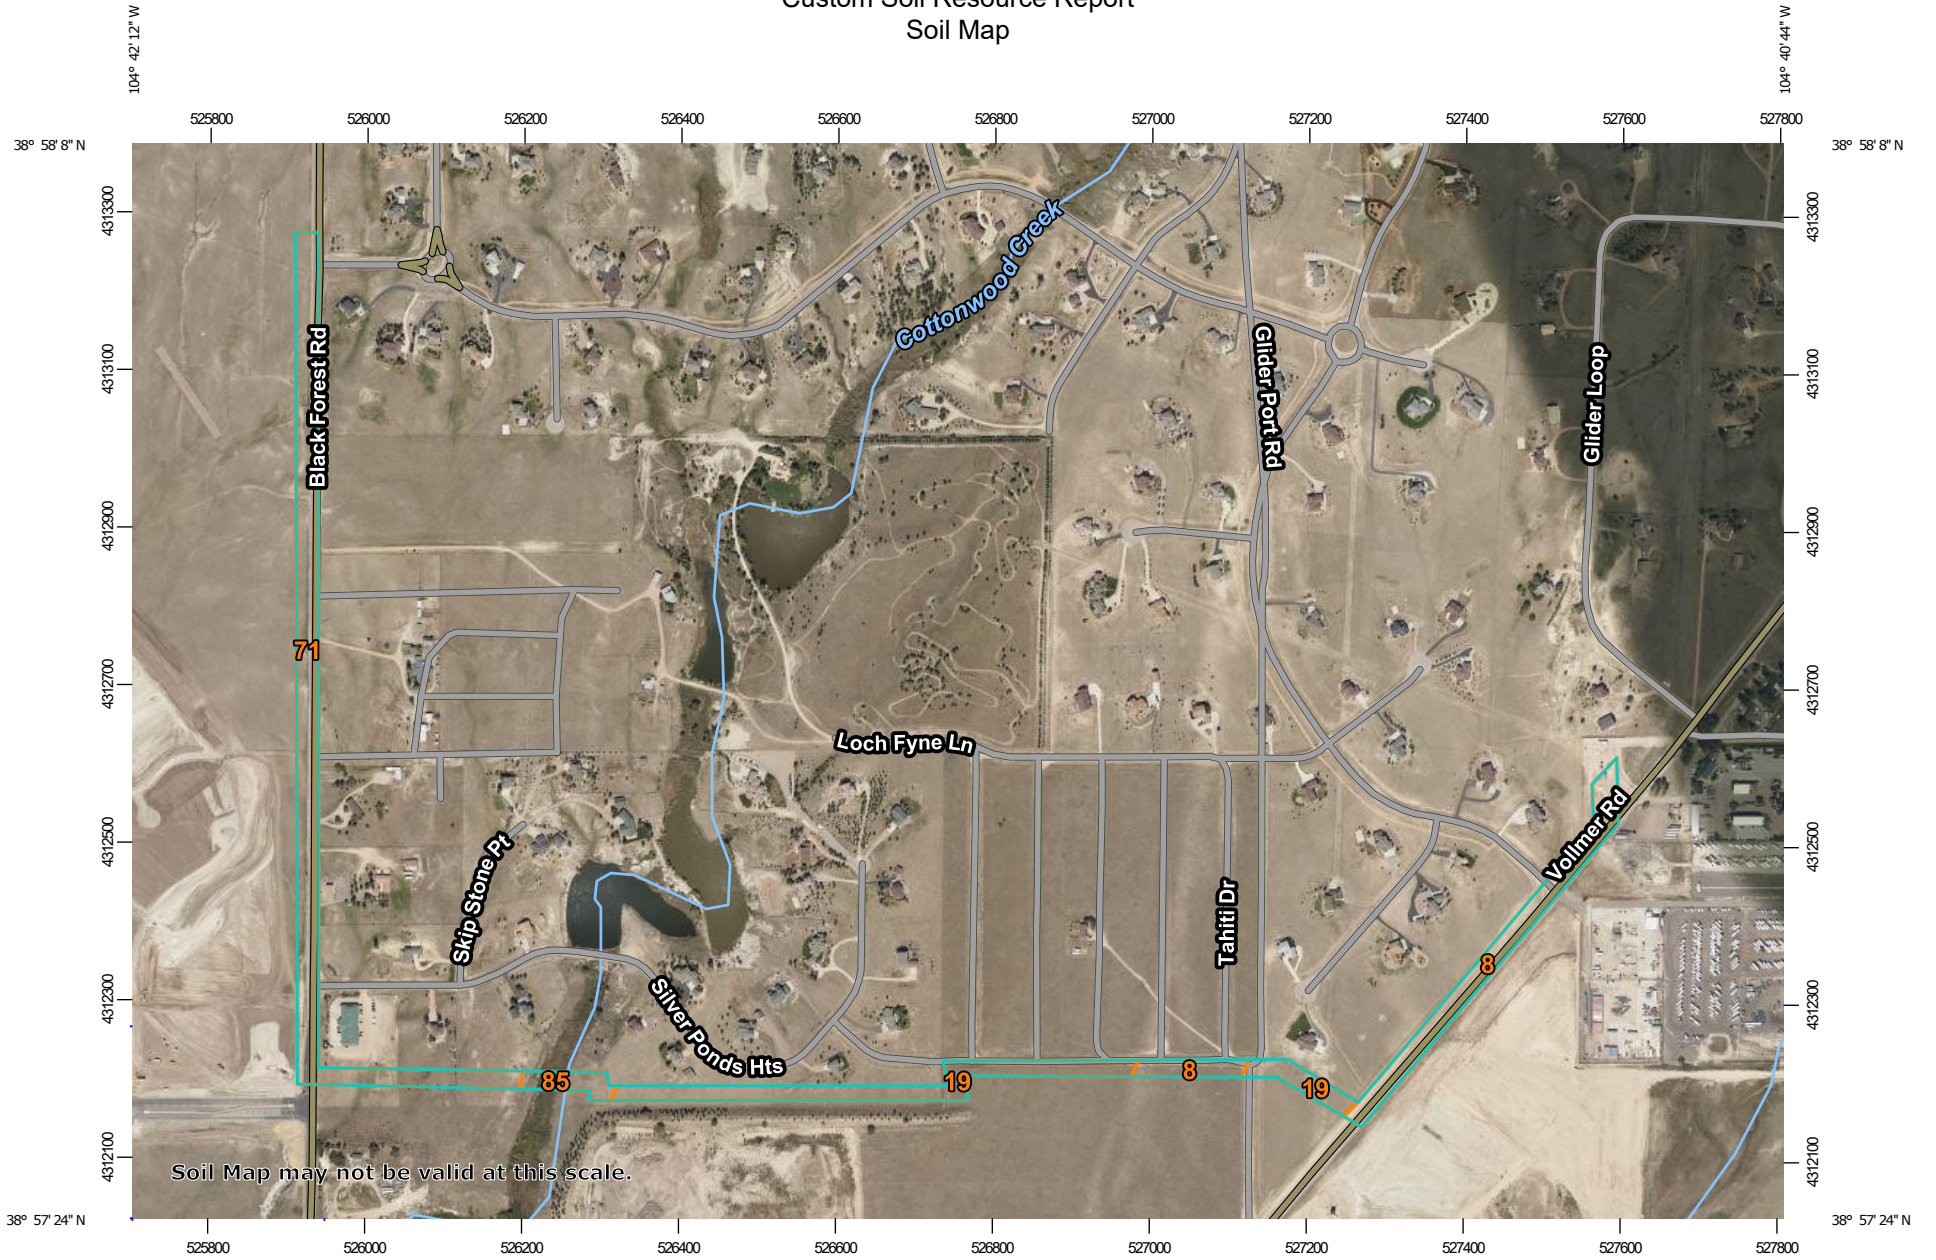 Custom Soil Resource Report
Soil Map
104° 42' 12" W
104° 40' 44" W
525800
526000
526200
526400
526600
526800
527000
527200
527400
527600
527800
38° 58' 8" N
38° 58' 8" N
4313300
4313300
4313100
4313100
4312900
4312900
4312700
4312700
4312500
4312500
4312300
4312300
4312100
4312100
Cottonwood Creek
Black Forest Rd
Glider Port Rd
Glider Loop
71
Loch Fyne Ln
Vollmer Rd
Skip Stone Pt
Tahiti Dr
8
Silver Ponds Hts
85
19
8
19
Soil Map may not be valid at this scale.
38° 57' 24" N
38° 57' 24" N
525800
526000
526200
526400
526600
526800
527000
527200
527400
527600
527800